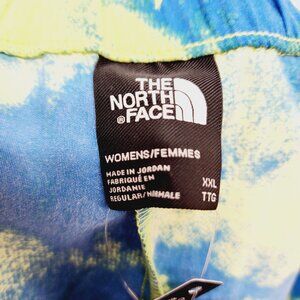 THE
NORTH
FACE
®
WOMENS/FEMMES
MADE IN JORDAN
FABRIQUÉ EN
JORDANIE
REGULAR/NORMALE
XXL
TTG